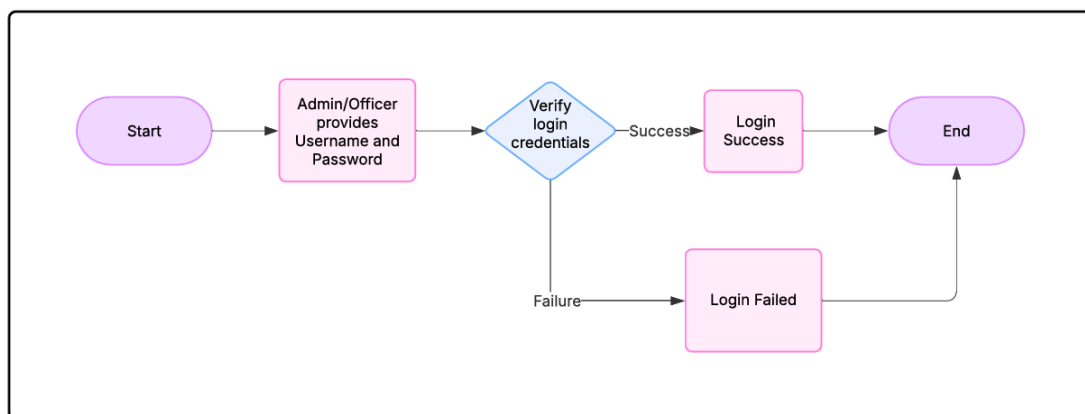 Start
Admin/Officer
provides
Username and
Password
Verify
login
credentials
Success
Login
Success
End
Failure
Login Failed